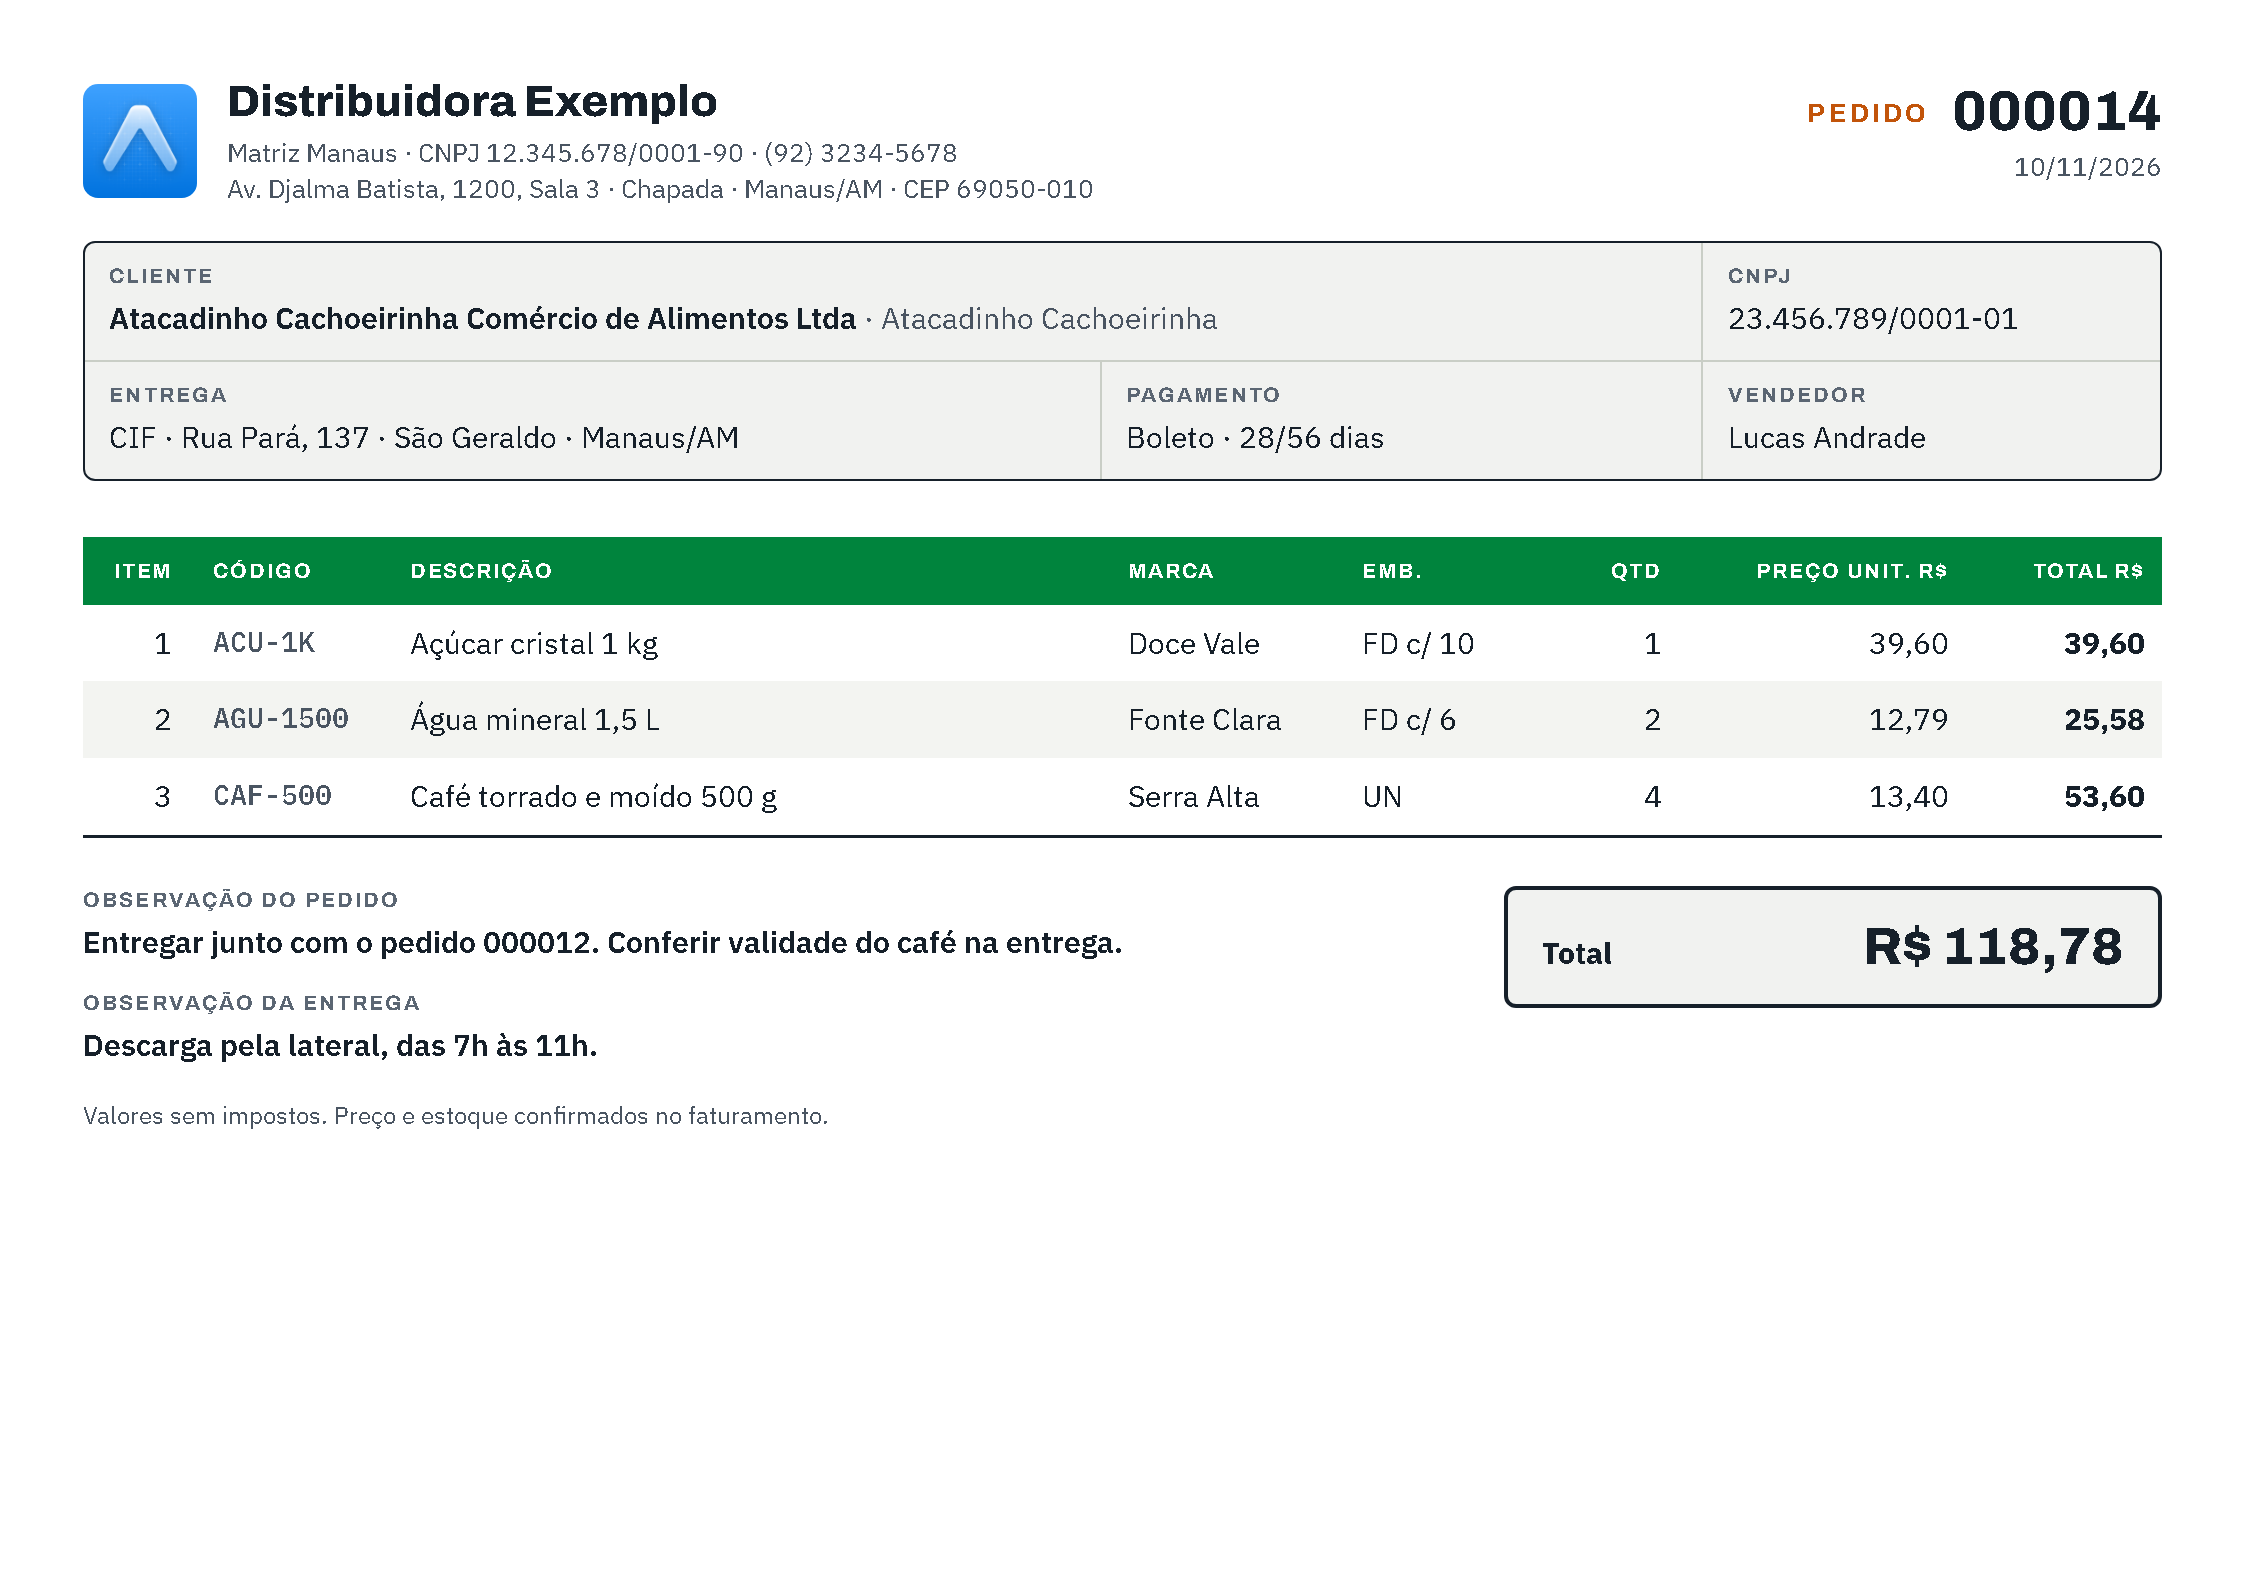 Distribuidora Exemplo
Matriz Manaus · CNPJ 12.345.678/0001-90 · (92) 3234-5678
Av. Djalma Batista, 1200, Sala 3 · Chapada · Manaus/AM · CEP 69050-010
PEDIDO 000014
10/11/2026
CLIENTE
Atacadinho Cachoeirinha Comércio de Alimentos Ltda · Atacadinho Cachoeirinha
CNPJ
23.456.789/0001-01
ENTREGA
CIF · Rua Pará, 137 · São Geraldo · Manaus/AM
PAGAMENTO
Boleto · 28/56 dias
VENDEDOR
Lucas Andrade
ITEM CÓDIGO DESCRIÇÃO MARCA EMB. QTD PREÇO UNIT. R$ TOTAL R$
1 ACU-1K Açúcar cristal 1 kg Doce Vale FD c/ 10 1 39,60 39,60
2 AGU-1500 Água mineral 1,5 L Fonte Clara FD c/ 6 2 12,79 25,58
3 CAF-500 Café torrado e moído 500 g Serra Alta UN 4 13,40 53,60
OBSERVAÇÃO DO PEDIDO
Entregar junto com o pedido 000012. Conferir validade do café na entrega.
OBSERVAÇÃO DA ENTREGA
Descarga pela lateral, das 7h às 11h.
Total R$ 118,78
Valores sem impostos. Preço e estoque confirmados no faturamento.